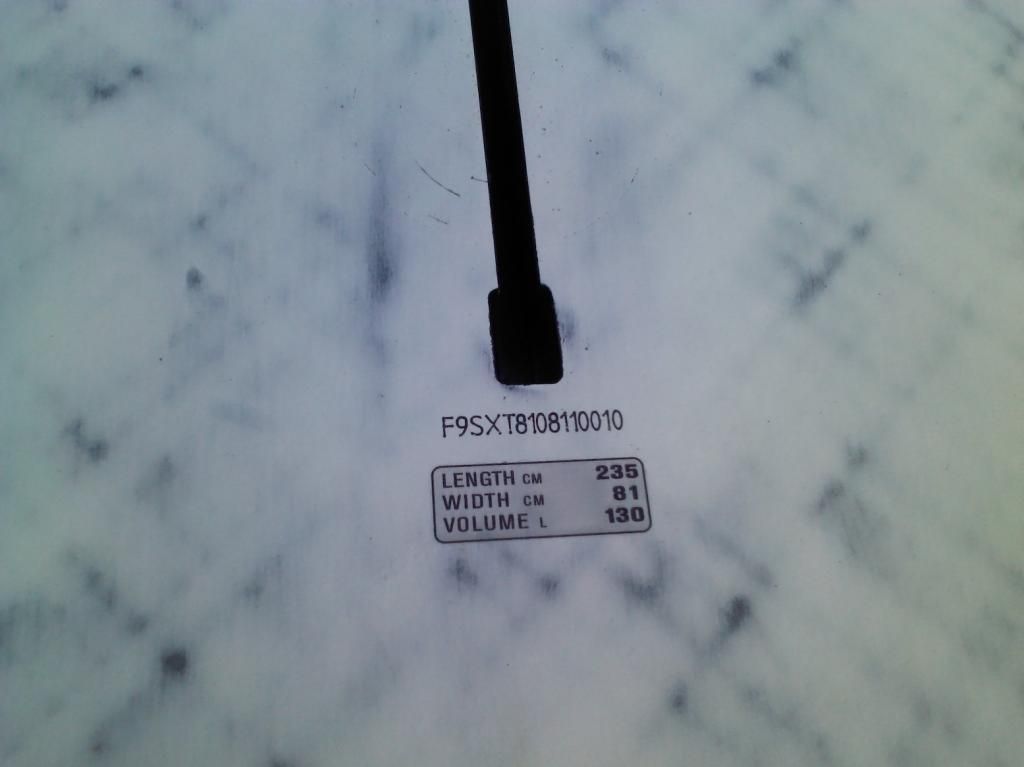 F9SXT8108110010
LENGTH CM 235
WIDTH CM 81
VOLUME L 130